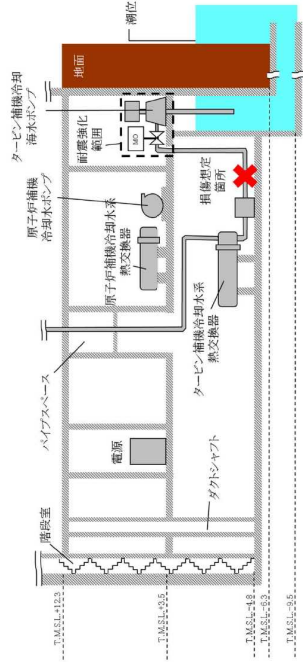 潮位
地面
タービン補機冷却
海水ポンプ
耐震強化
範囲
MO
原子炉補機
冷却水ポンプ
損傷想定
箇所
原子炉補機冷却水系
熱交換器
タービン補機冷却水系
熱交換器
パイプスペース
電源
ダクトシャフト
階段室
T.M.S.L.+12.3
T.M.S.L.+3.5
T.M.S.L.-4.8
T.M.S.L.-6.3
T.M.S.L.-9.5